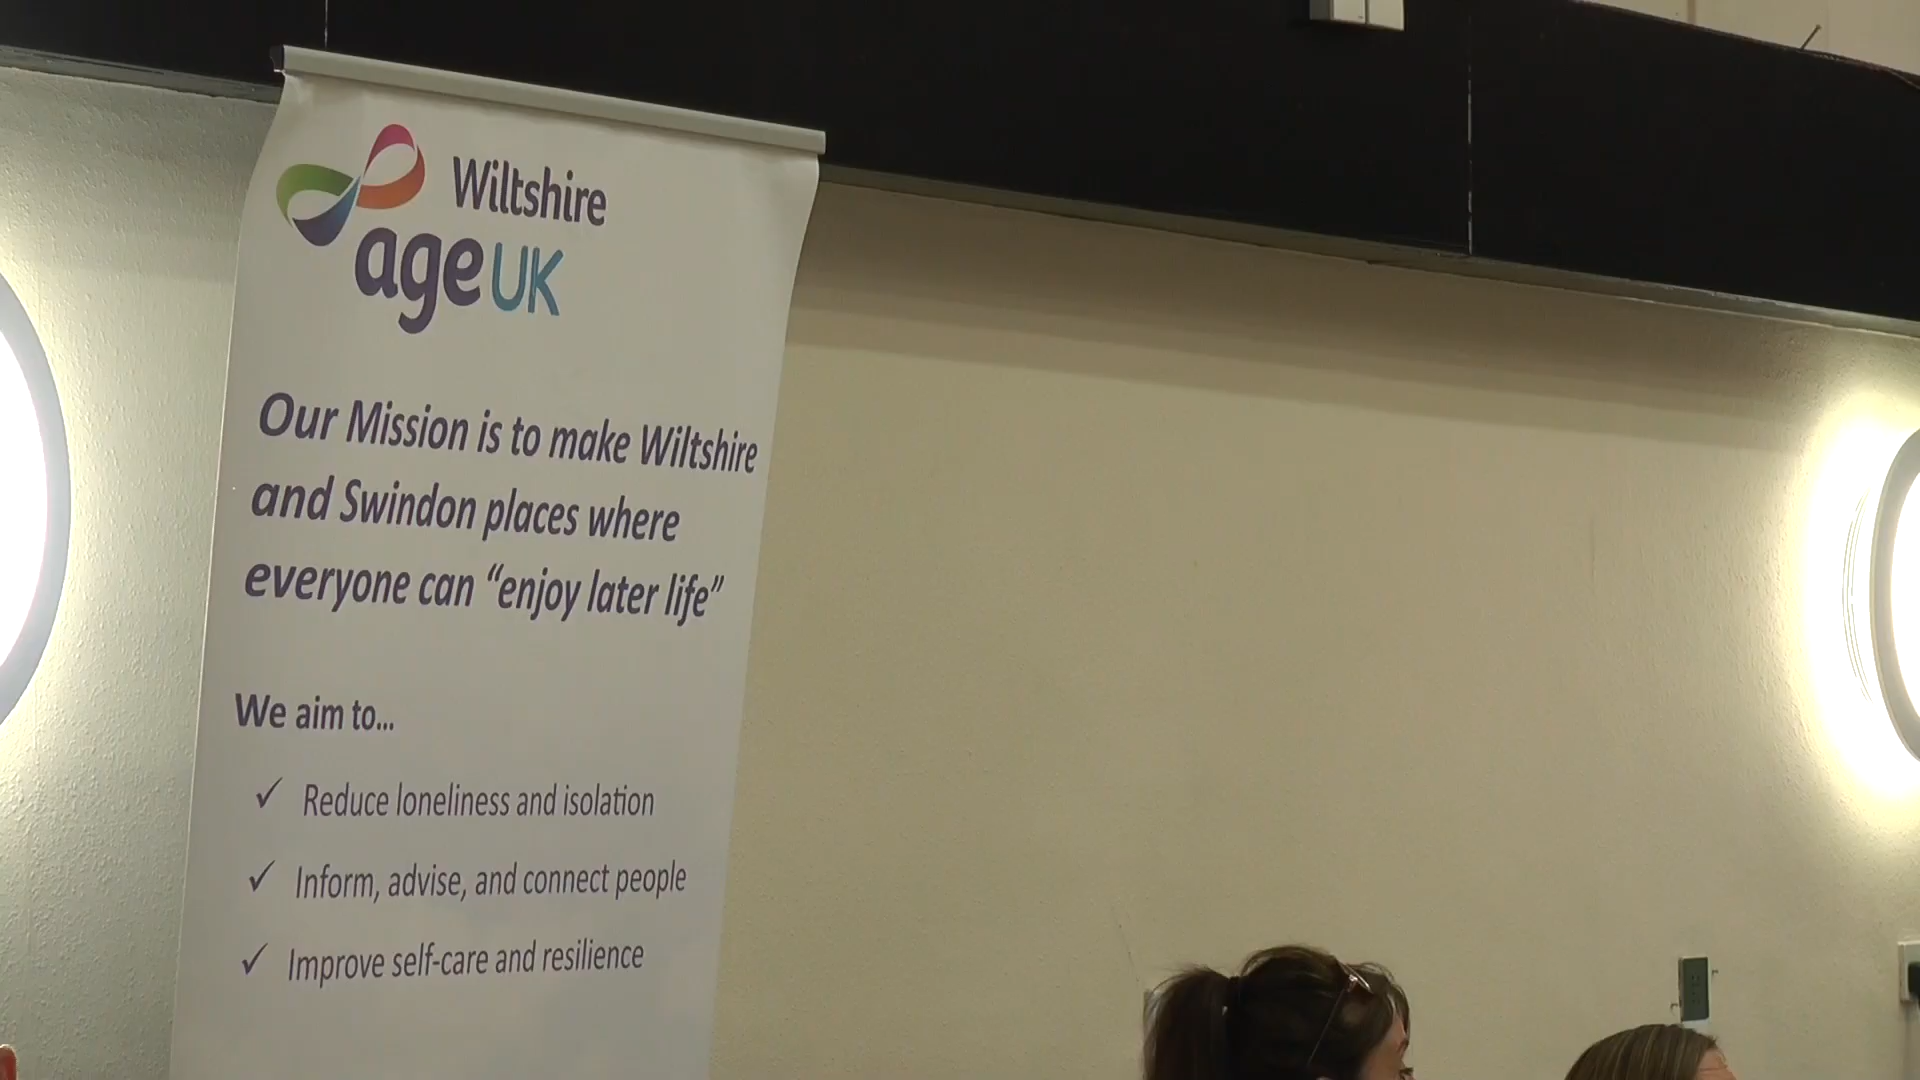 Wiltshire
age UK
Our Mission is to make Wiltshire
and Swindon places where
everyone can “enjoy later life”
We aim to...
✓ Reduce loneliness and isolation
✓ Inform, advise, and connect people
✓ Improve self-care and resilience